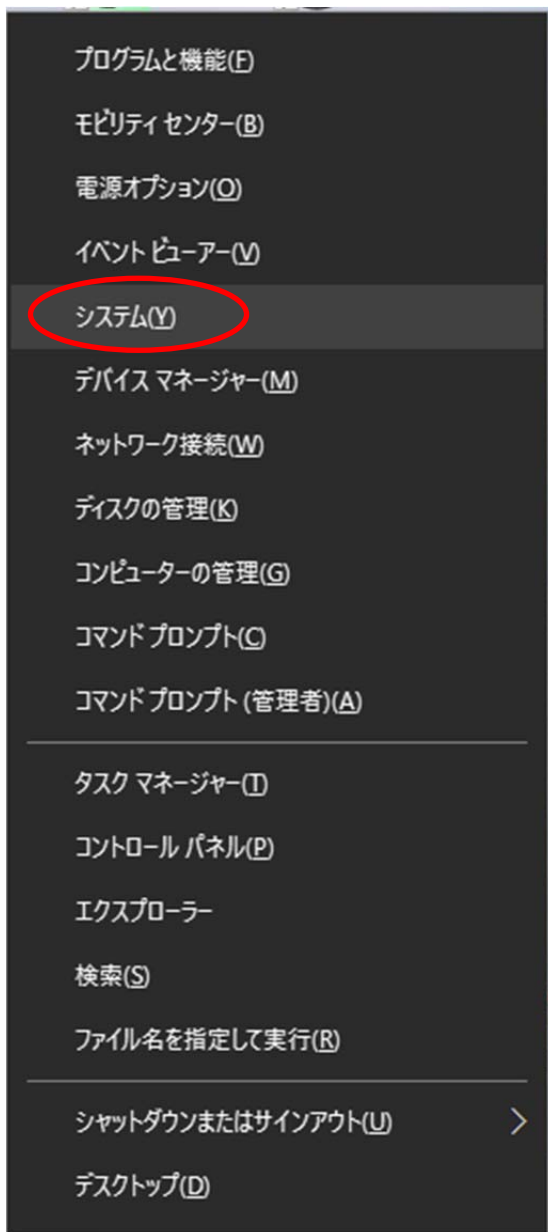 プログラムと機能(F)
モビリティ センター(B)
電源オプション(O)
イベント ビューアー(V)
システム(Y)
デバイス マネージャー(M)
ネットワーク接続(W)
ディスクの管理(K)
コンピューターの管理(G)
コマンド プロンプト(C)
コマンド プロンプト (管理者)(A)
タスク マネージャー(T)
コントロール パネル(P)
エクスプローラー
検索(S)
ファイル名を指定して実行(R)
シャットダウンまたはサインアウト(U)
デスクトップ(D)